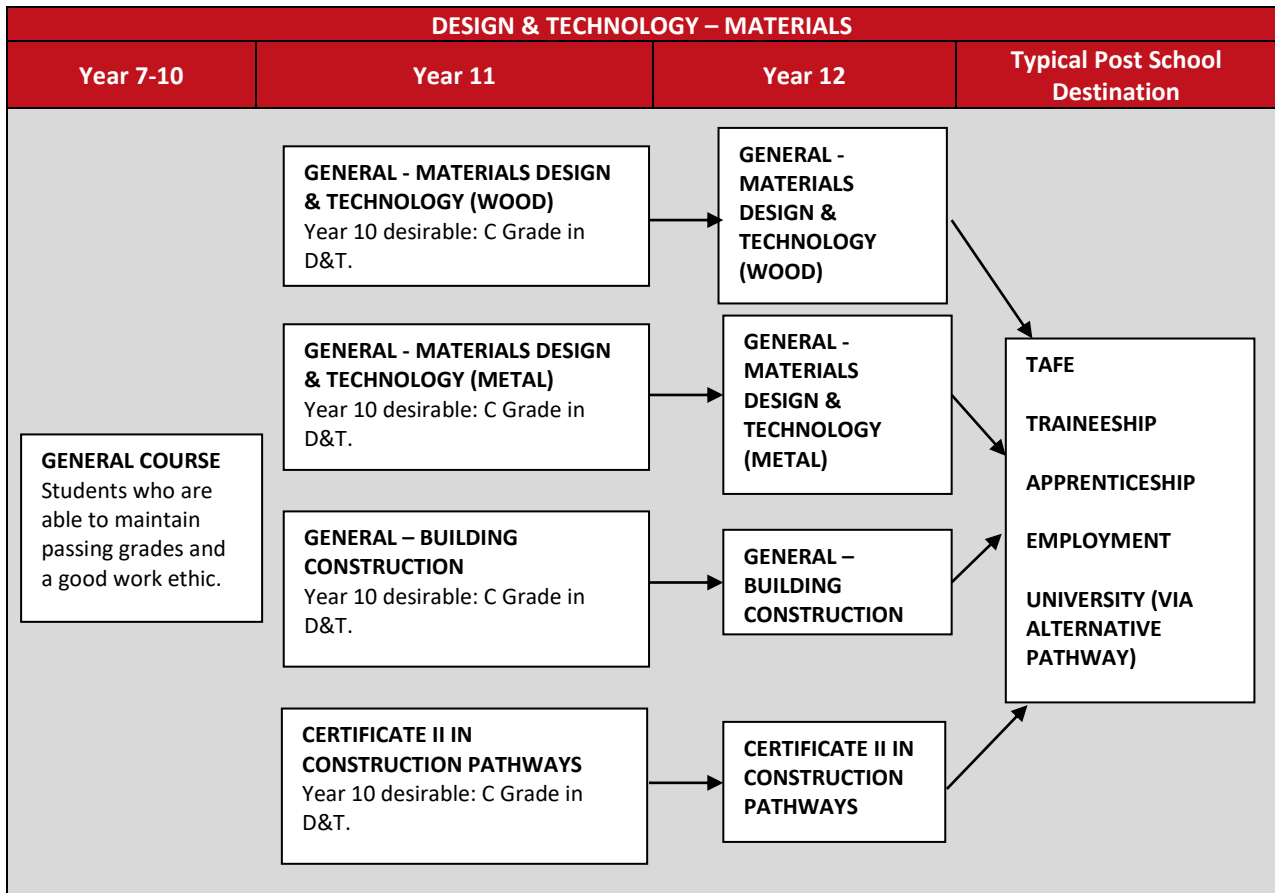 DESIGN & TECHNOLOGY – MATERIALS
Year 7-10
Year 11
Year 12
Typical Post School
Destination
GENERAL COURSE
Students who are
able to maintain
passing grades and
a good work ethic.
GENERAL - MATERIALS DESIGN
& TECHNOLOGY (WOOD)
Year 10 desirable: C Grade in
D&T.
GENERAL - MATERIALS DESIGN
& TECHNOLOGY (METAL)
Year 10 desirable: C Grade in
D&T.
GENERAL – BUILDING
CONSTRUCTION
Year 10 desirable: C Grade in
D&T.
CERTIFICATE II IN
CONSTRUCTION PATHWAYS
Year 10 desirable: C Grade in
D&T.
GENERAL -
MATERIALS
DESIGN &
TECHNOLOGY
(WOOD)
GENERAL -
MATERIALS
DESIGN &
TECHNOLOGY
(METAL)
GENERAL –
BUILDING
CONSTRUCTION
CERTIFICATE II IN
CONSTRUCTION
PATHWAYS
TAFE
TRAINEESHIP
APPRENTICESHIP
EMPLOYMENT
UNIVERSITY (VIA
ALTERNATIVE
PATHWAY)